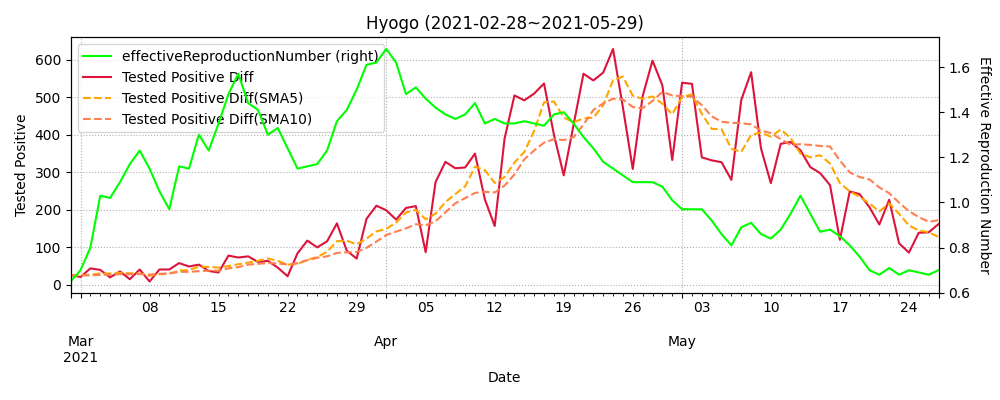 Hyogo (2021-02-28~2021-05-29)
effectiveReproductionNumber (right)
Tested Positive Diff
Tested Positive Diff(SMA5)
Tested Positive Diff(SMA10)
Tested Positive
600
500
400
300
200
100
0
Effective Reproduction Number
1.6
1.4
1.2
1.0
0.8
0.6
08 15 22 29 05 12 19 26 03 10 17 24
Mar Apr May
2021
Date